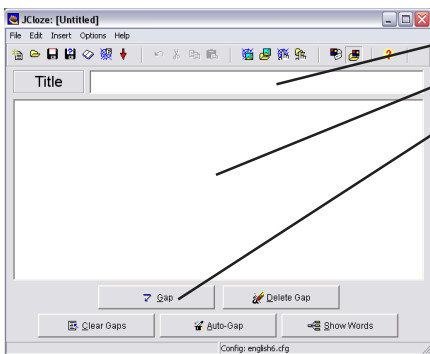 JCloze: [Untitled]
File Edit Insert Options Help
Title
Gap Delete Gap
Clear Gaps Auto-Gap Show Words
Config: english6.cfg